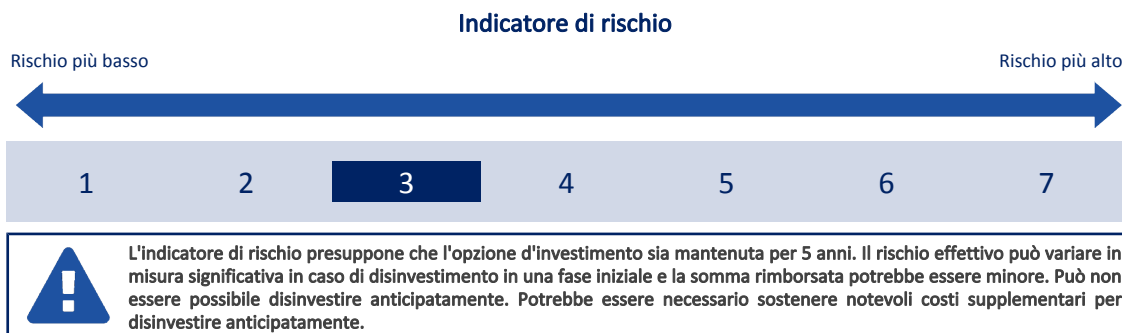 Indicatore di rischio
Rischio più basso
Rischio più alto
1 2 3 4 5 6 7
L'indicatore di rischio presuppone che l'opzione d'investimento sia mantenuta per 5 anni. Il rischio effettivo può variare in
misura significativa in caso di disinvestimento in una fase iniziale e la somma rimborsata potrebbe essere minore. Può non
essere possibile disinvestire anticipatamente. Potrebbe essere necessario sostenere notevoli costi supplementari per
disinvestire anticipatamente.